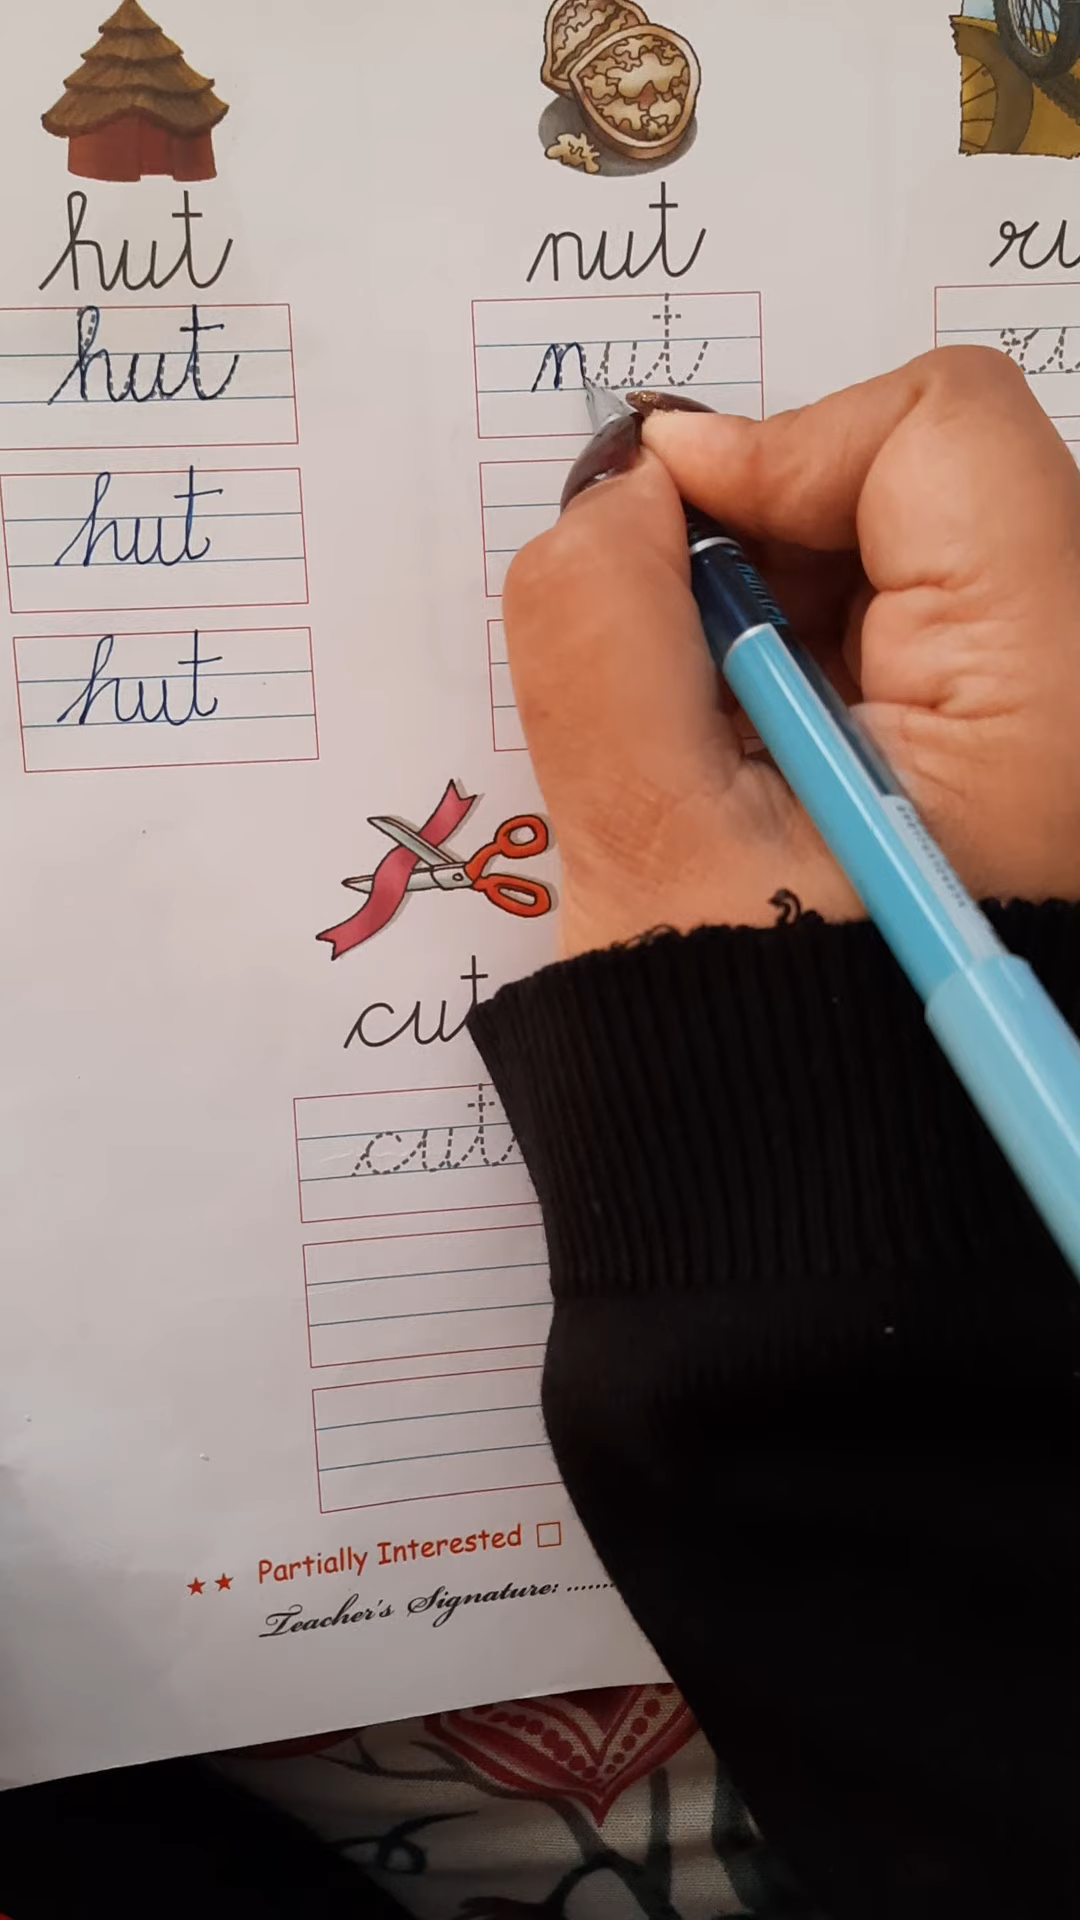 hut
nut
hut
nut
hut
hut
cut
cut
★★ Partially Interested
Teacher's Signature: ........